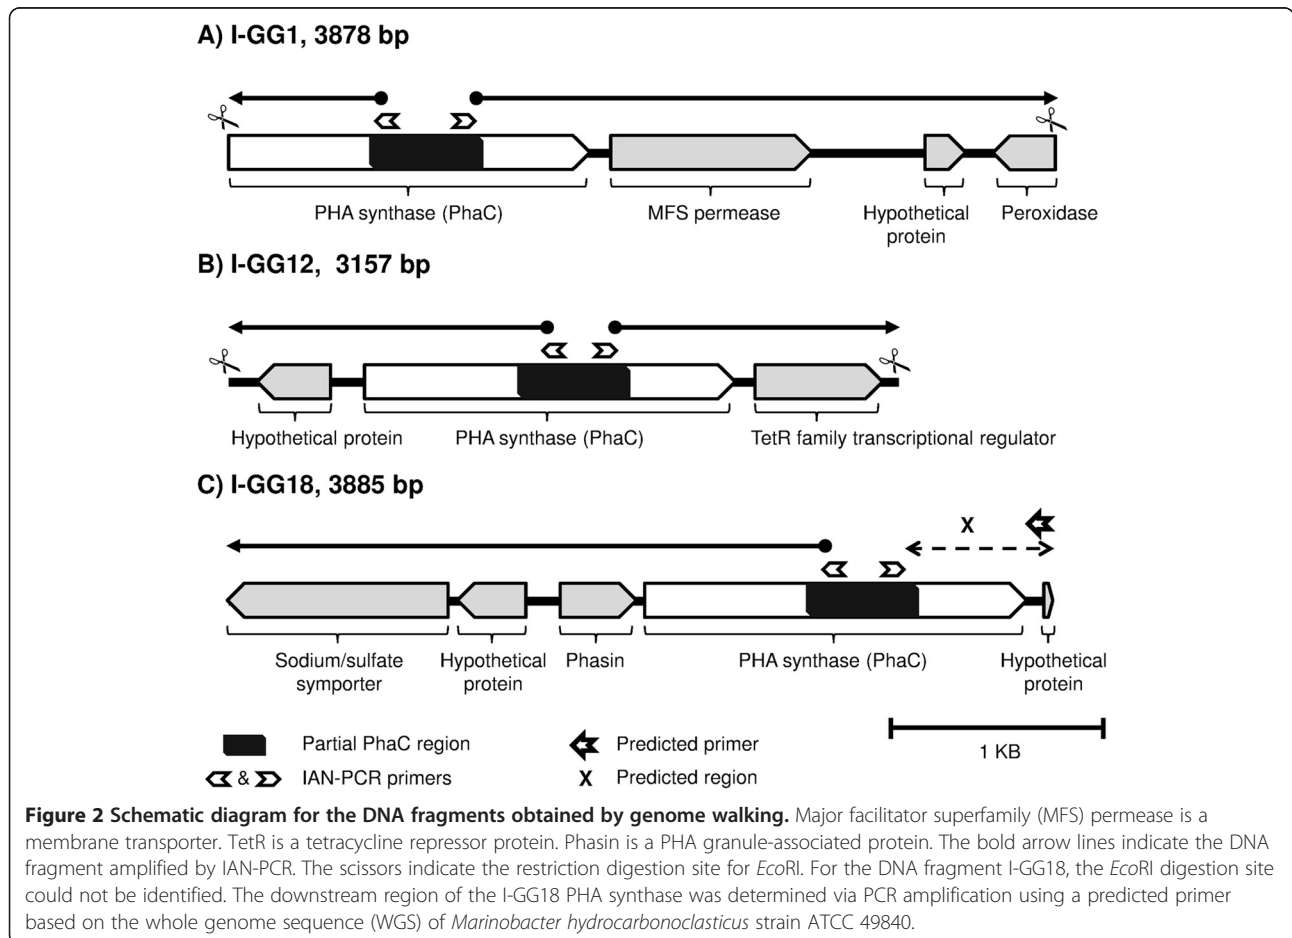 A) I-GG1, 3878 bp
PHA synthase (PhaC)
MFS permease
Hypothetical
protein
Peroxidase
B) I-GG12, 3157 bp
Hypothetical protein
PHA synthase (PhaC)
TetR family transcriptional regulator
C) I-GG18, 3885 bp
X
Sodium/sulfate
symporter
Hypothetical
protein
Phasin
PHA synthase (PhaC)
Hypothetical
protein
Partial PhaC region
Predicted primer
1 KB
& IAN-PCR primers
X Predicted region
Figure 2 Schematic diagram for the DNA fragments obtained by genome walking. Major facilitator superfamily (MFS) permease is a
membrane transporter. TetR is a tetracycline repressor protein. Phasin is a PHA granule-associated protein. The bold arrow lines indicate the DNA
fragment amplified by IAN-PCR. The scissors indicate the restriction digestion site for EcoRI. For the DNA fragment I-GG18, the EcoRI digestion site
could not be identified. The downstream region of the I-GG18 PHA synthase was determined via PCR amplification using a predicted primer
based on the whole genome sequence (WGS) of Marinobacter hydrocarbonoclasticus strain ATCC 49840.